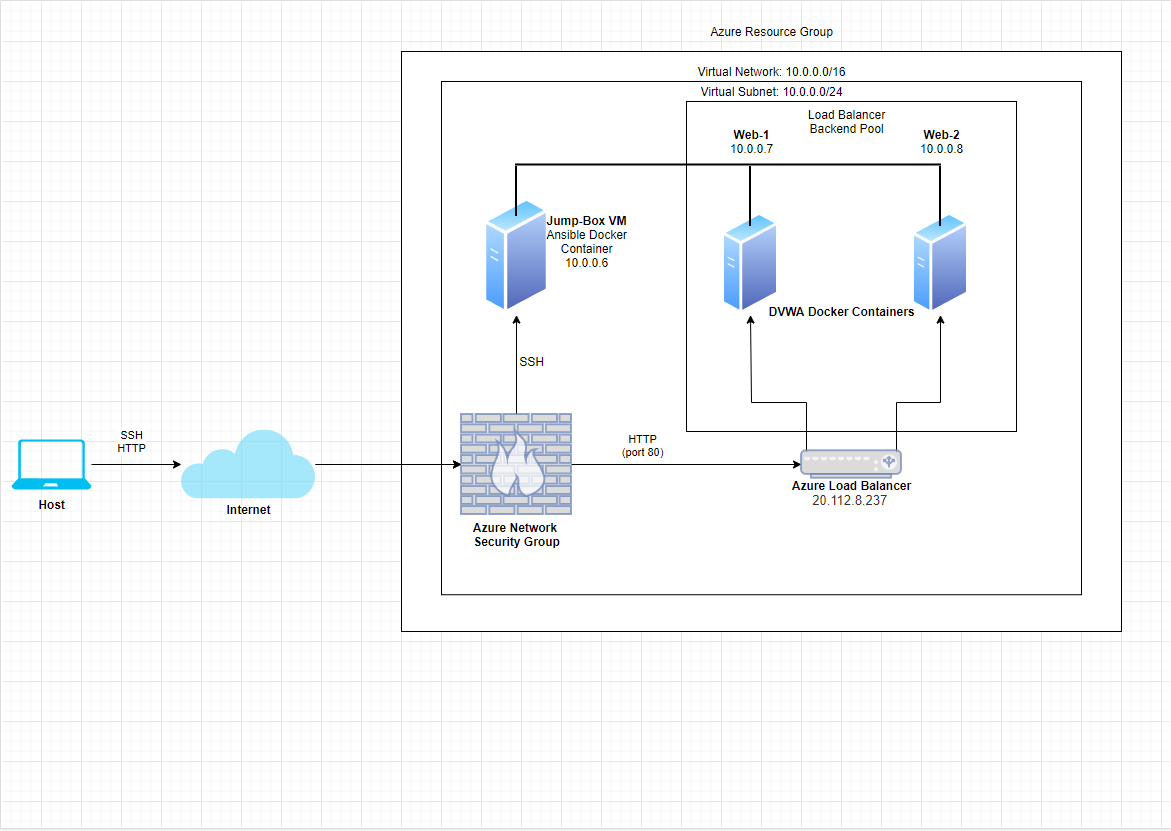 Azure Resource Group
Virtual Network: 10.0.0.0/16
Virtual Subnet: 10.0.0.0/24
Load Balancer
Backend Pool
Web-1
10.0.0.7
Web-2
10.0.0.8
Jump-Box VM
Ansible Docker
Container
10.0.0.6
DVWA Docker Containers
SSH
SSH
HTTP
Host
Internet
Azure Network
Security Group
HTTP
(port 80)
Azure Load Balancer
20.112.8.237